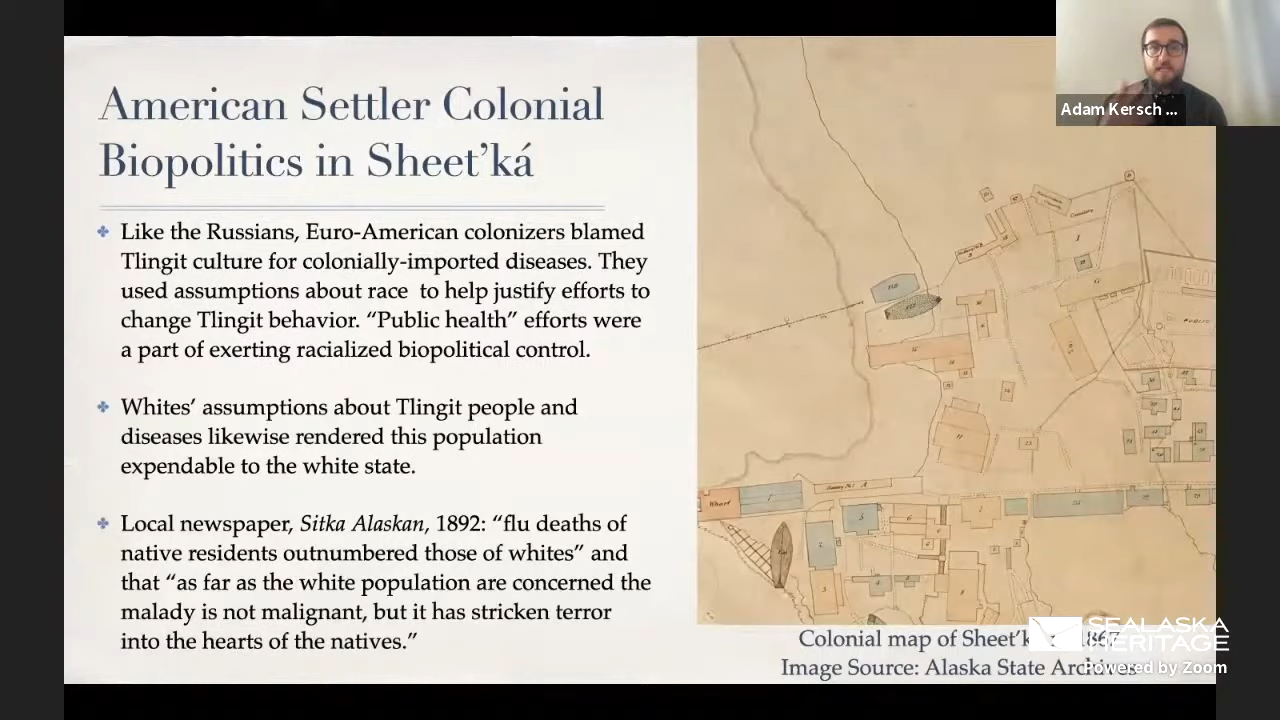 American Settler Colonial
Biopolitics in Sheet’ká
Like the Russians, Euro-American colonizers blamed
Tlingit culture for colonially-imported diseases. They
used assumptions about race to help justify efforts to
change Tlingit behavior. “Public health” efforts were
a part of exerting racialized biopolitical control.
Whites’ assumptions about Tlingit people and
diseases likewise rendered this population
expendable to the white state.
Local newspaper, Sitka Alaskan, 1892: “flu deaths of
native residents outnumbered those of whites” and
that “as far as the white population are concerned the
malady is not malignant, but it has stricken terror
into the hearts of the natives.”
Adam Kersch ...
PUBLIC
Wharf
Colonial map of 1867
Image Source: Alaska State Archives
SEALASKA
HERITAGE
Powered by Zoom